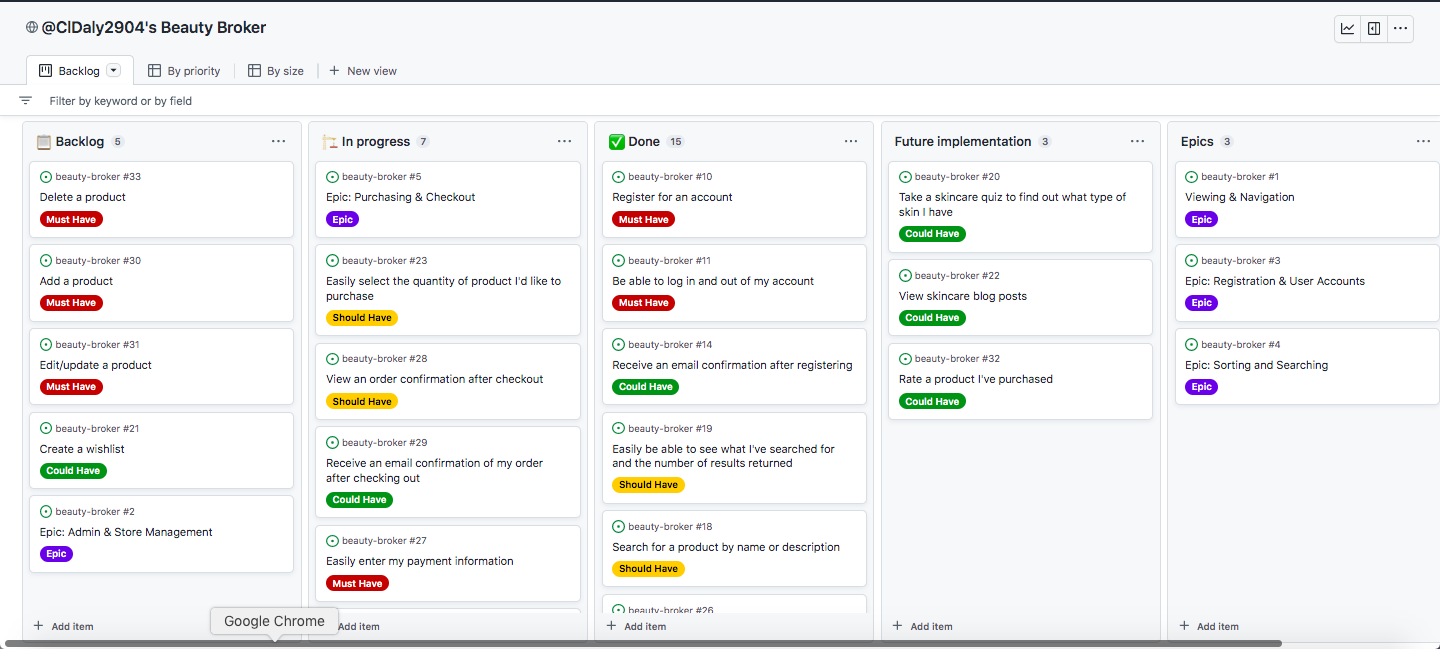 @ClDaly2904's Beauty Broker
Backlog
By priority
By size
New view
Filter by keyword or by field
Backlog 5
beauty-broker #33
Delete a product
Must Have
beauty-broker #30
Add a product
Must Have
beauty-broker #31
Edit/update a product
Must Have
beauty-broker #21
Create a wishlist
Could Have
beauty-broker #2
Epic: Admin & Store Management
Epic
Add item
In progress 7
beauty-broker #5
Epic: Purchasing & Checkout
Epic
beauty-broker #23
Easily select the quantity of product I'd like to
purchase
Should Have
beauty-broker #28
View an order confirmation after checkout
Should Have
beauty-broker #29
Receive an email confirmation of my order
after checking out
Could Have
beauty-broker #27
Easily enter my payment information
Must Have
Add item
Done 15
beauty-broker #10
Register for an account
Must Have
beauty-broker #11
Be able to log in and out of my account
Must Have
beauty-broker #14
Receive an email confirmation after registering
Could Have
beauty-broker #19
Easily be able to see what I've searched for
and the number of results returned
Should Have
beauty-broker #18
Search for a product by name or description
Should Have
beauty-broker #26
Add item
Future implementation 3
beauty-broker #20
Take a skincare quiz to find out what type of
skin I have
Could Have
beauty-broker #22
View skincare blog posts
Could Have
beauty-broker #32
Rate a product I've purchased
Could Have
Add item
Epics 3
beauty-broker #1
Viewing & Navigation
Epic
beauty-broker #3
Epic: Registration & User Accounts
Epic
beauty-broker #4
Epic: Sorting and Searching
Epic
Add item
Google Chrome